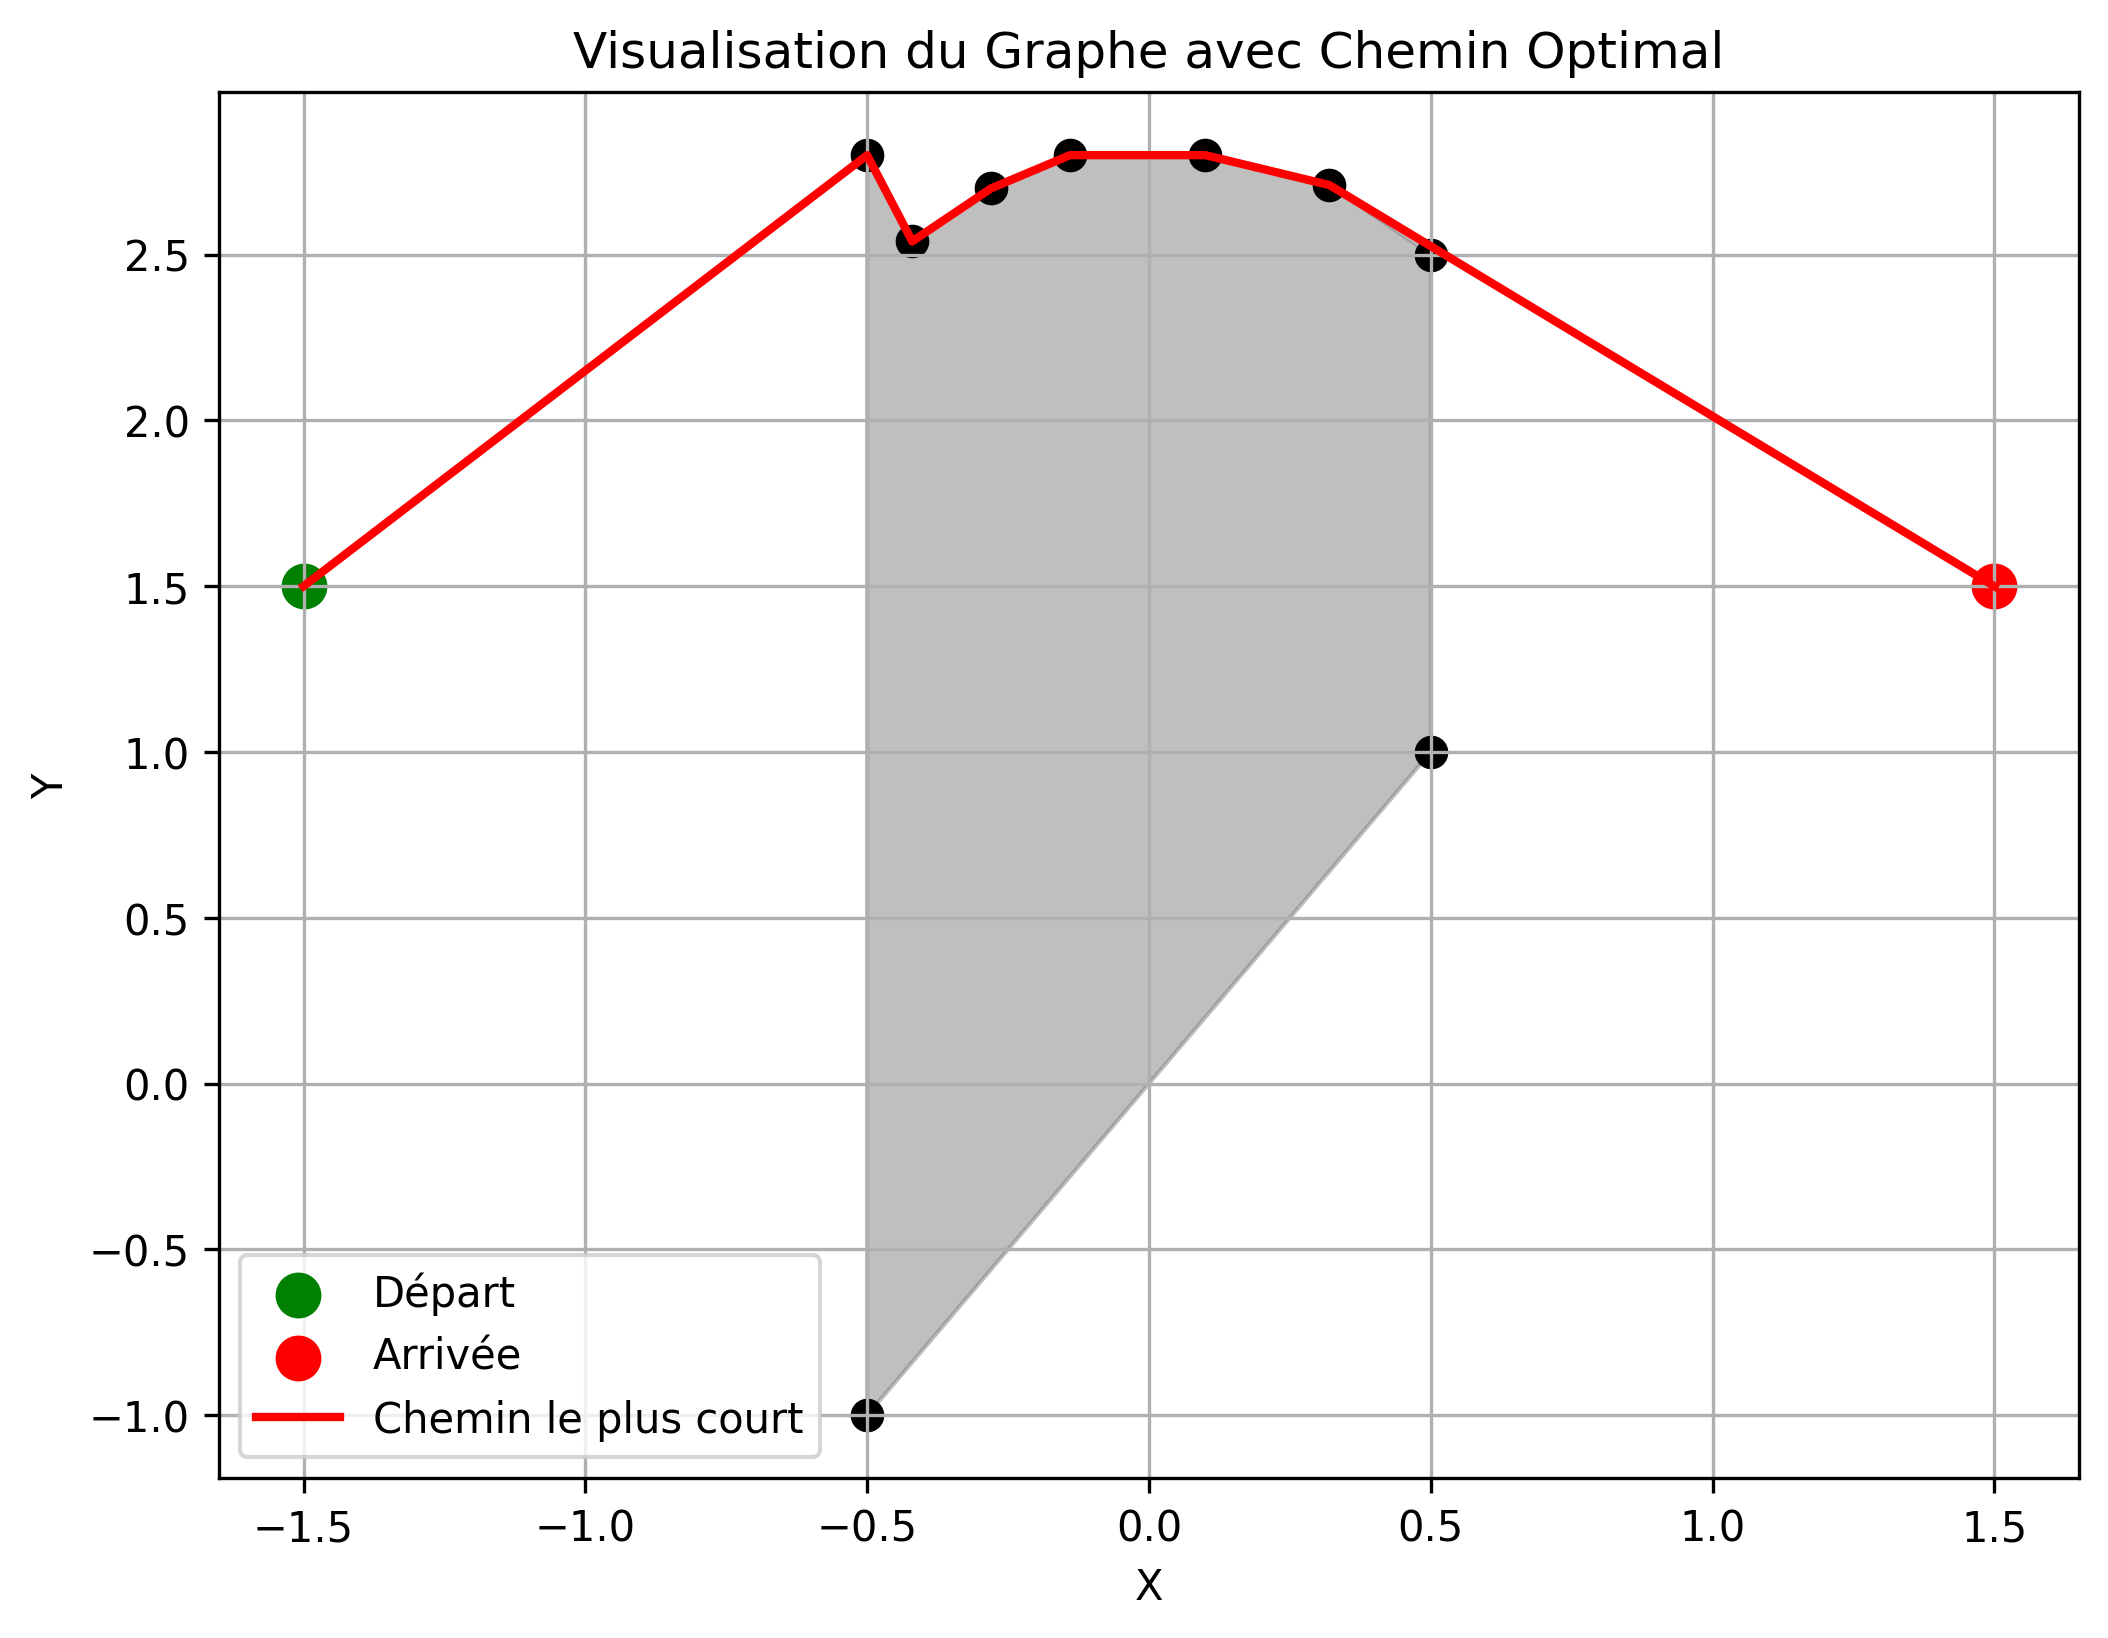 Visualisation du Graphe avec Chemin Optimal
Y
2.5
2.0
1.5
1.0
0.5
0.0
−0.5
−1.0
Départ
Arrivée
Chemin le plus court
−1.5 −1.0 −0.5 0.0 0.5 1.0 1.5
X